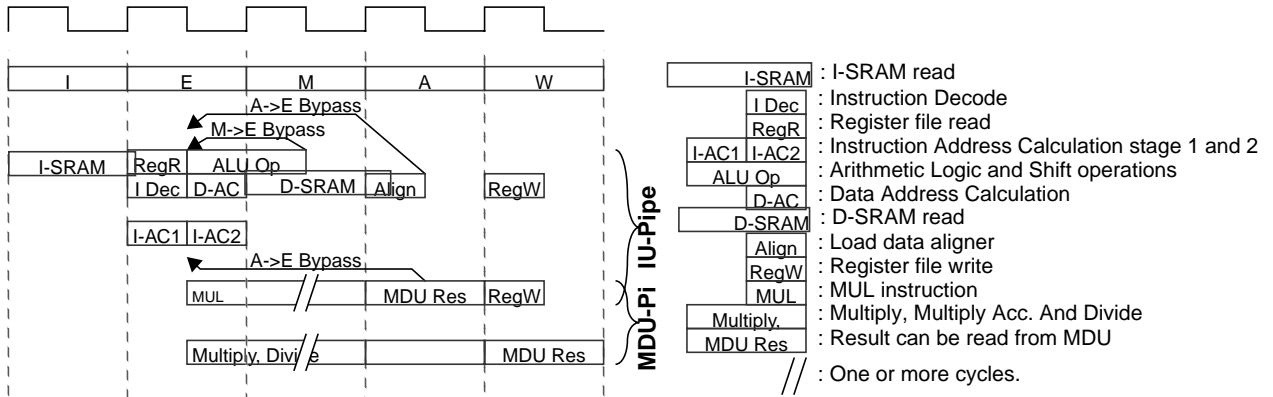 I E M A W
A->E Bypass
M->E Bypass
I-SRAM RegR ALU Op
I Dec D-AC D-SRAM Align RegW
I-AC1 I-AC2
A->E Bypass
MUL MDU Res RegW
Multiply, Divide MDU Res
IU-Pipe
MDU-Pi
I-SRAM : I-SRAM read
I Dec : Instruction Decode
RegR : Register file read
I-AC1 I-AC2 : Instruction Address Calculation stage 1 and 2
ALU Op : Arithmetic Logic and Shift operations
D-AC : Data Address Calculation
D-SRAM : D-SRAM read
Align : Load data aligner
RegW : Register file write
MUL : MUL instruction
Multiply, : Multiply, Multiply Acc. And Divide
MDU Res : Result can be read from MDU
: One or more cycles.